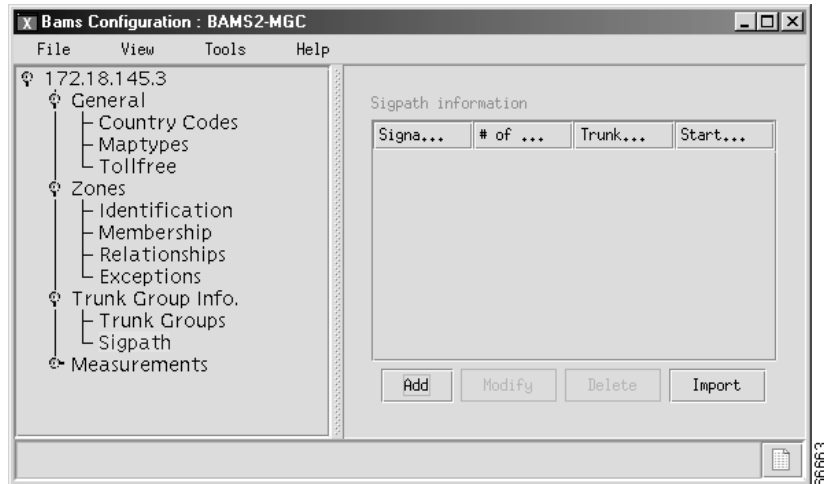 X Bams Configuration : BAMS2-MGC
File View Tools Help
172.18.145.3
General
Country Codes
Maptypes
Tollfree
Zones
Identification
Membership
Relationships
Exceptions
Trunk Group Info.
Trunk Groups
Sigpath
Measurements
Sigpath information
Signa... # of ... Trunk... Start...
Add Modify Delete Import
66663